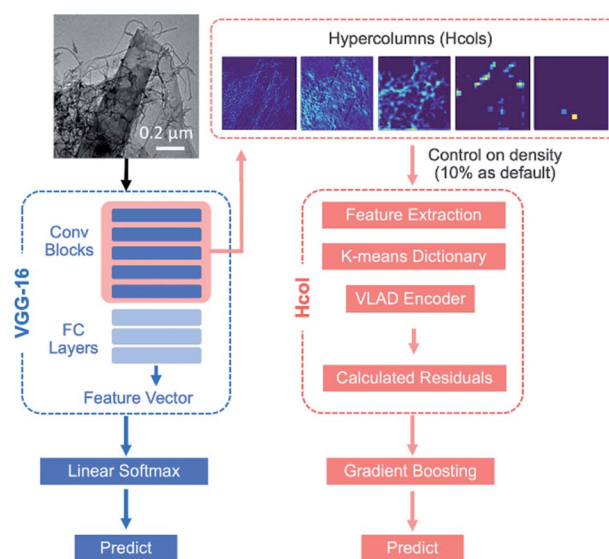 0.2 μm
Hypercolumns (Hcols)
Control on density
(10% as default)
VGG-16
Conv
Blocks
FC
Layers
Feature Vector
Linear Softmax
Predict
Hcol
Feature Extraction
K-means Dictionary
VLAD Encoder
Calculated Residuals
Gradient Boosting
Predict